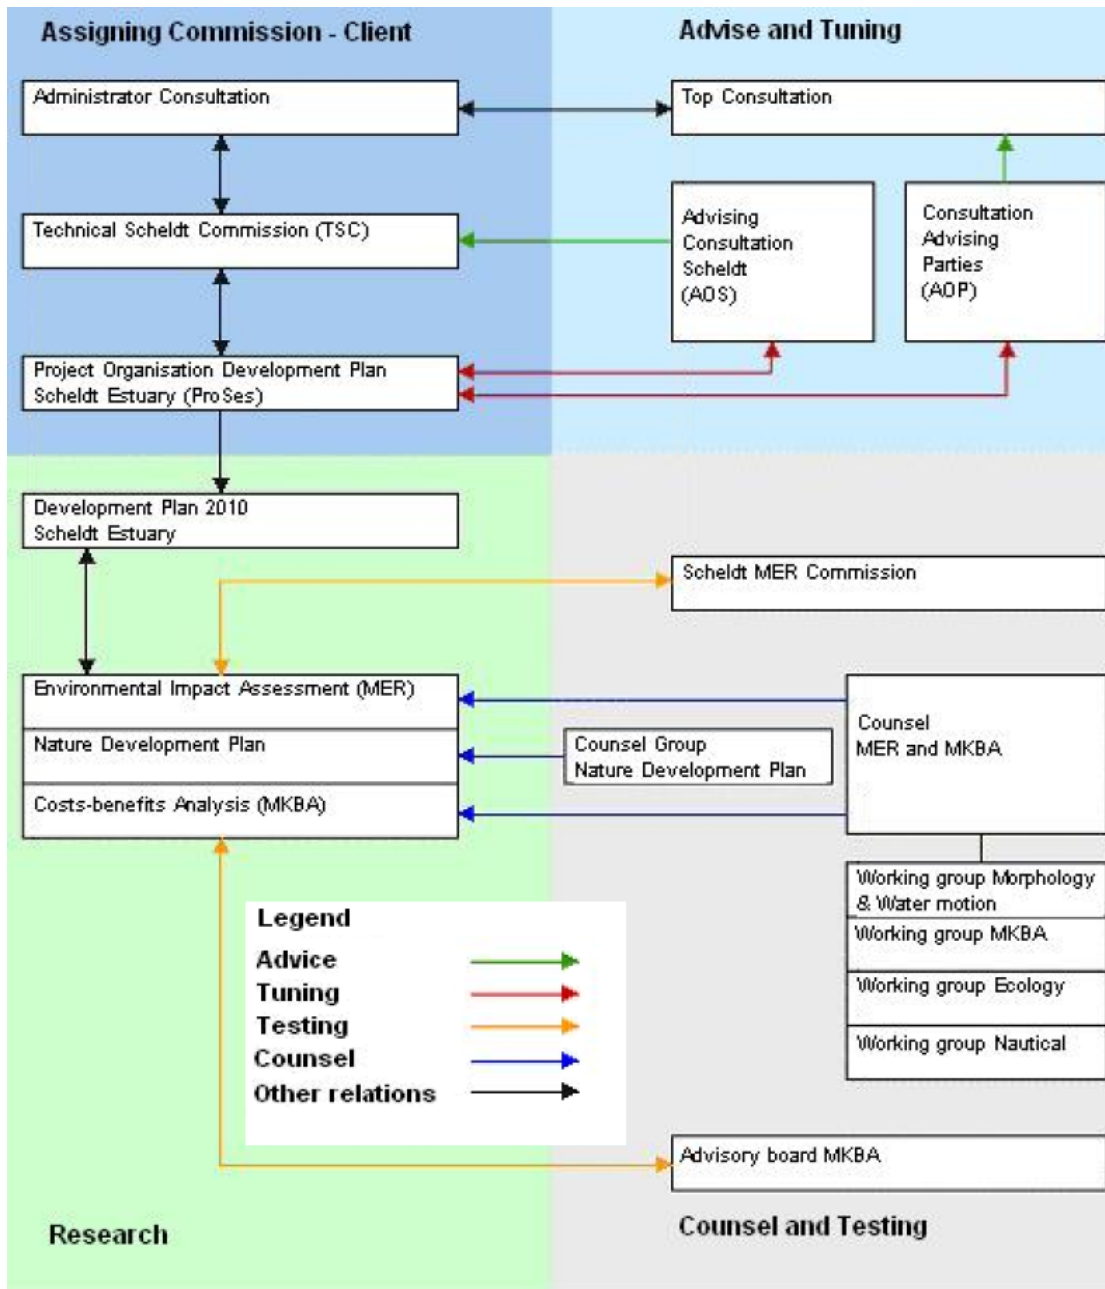 Assigning Commission - Client
Advise and Tuning
Administrator Consultation
Top Consultation
Technical Scheldt Commission (TSC)
Advising
Consultation
Scheldt
(AOS)
Consultation
Advising
Parties
(AOP)
Project Organisation Development Plan
Scheldt Estuary (ProSes)
Development Plan 2010
Scheldt Estuary
Scheldt MER Commission
Environmental Impact Assessment (MER)
Nature Development Plan
Costs-benefits Analysis (MKBA)
Counsel Group
Nature Development Plan
Counsel
MER and MKBA
Working group Morphology
& Water motion
Working group MKBA
Working group Ecology
Working group Nautical
Legend
Advice
Tuning
Testing
Counsel
Other relations
Advisory board MKBA
Research
Counsel and Testing